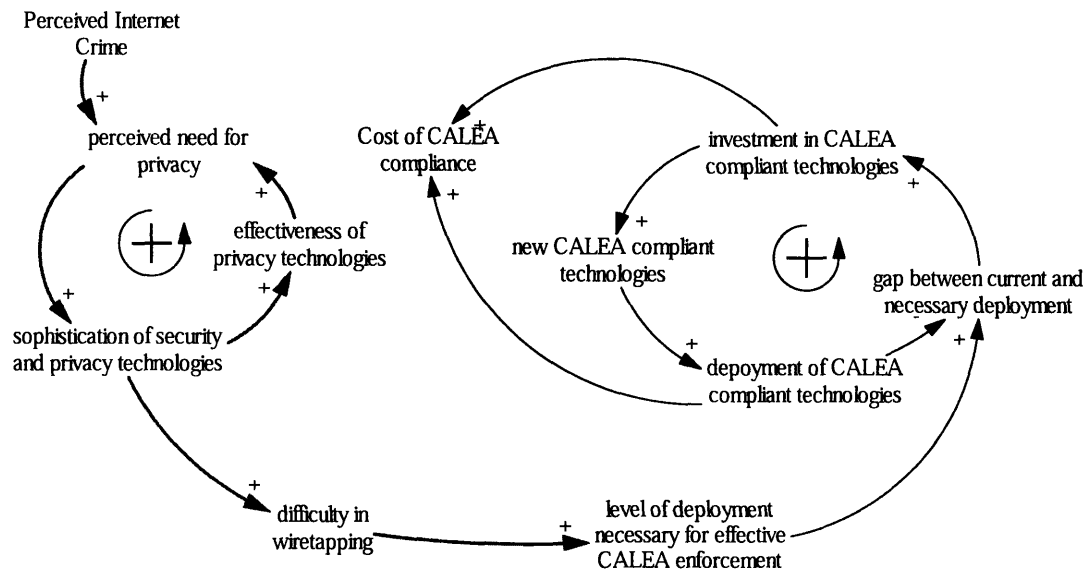 Perceived Internet
Crime
+
perceived need for
privacy
+
effectiveness of
privacy technologies
+
+
sophistication of security
and privacy technologies
+
+
difficulty in
wiretapping
+
level of deployment
necessary for effective
CALEA enforcement
Cost of CALEA
compliance
+
+
investment in CALEA
compliant technologies
+
+
new CALEA compliant
technologies
+
+
depoyment of CALEA
compliant technologies
gap between current and
necessary deployment
-
+